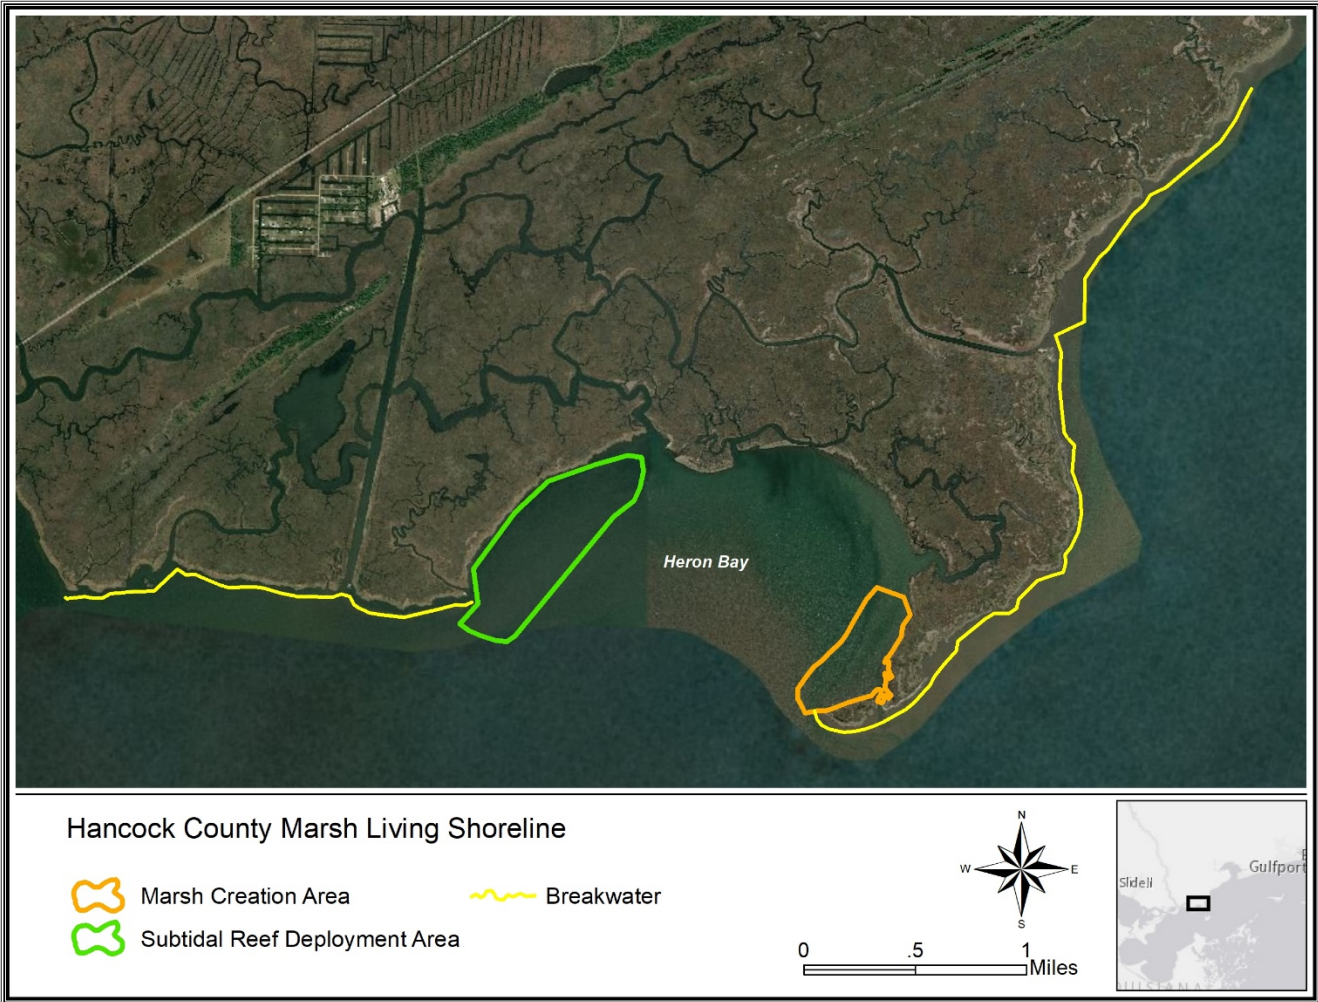 Heron Bay
Hancock County Marsh Living Shoreline
Marsh Creation Area
Breakwater
Subtidal Reef Deployment Area
N
W E
S
0 .5 1
Miles
Gulfport
Slidell